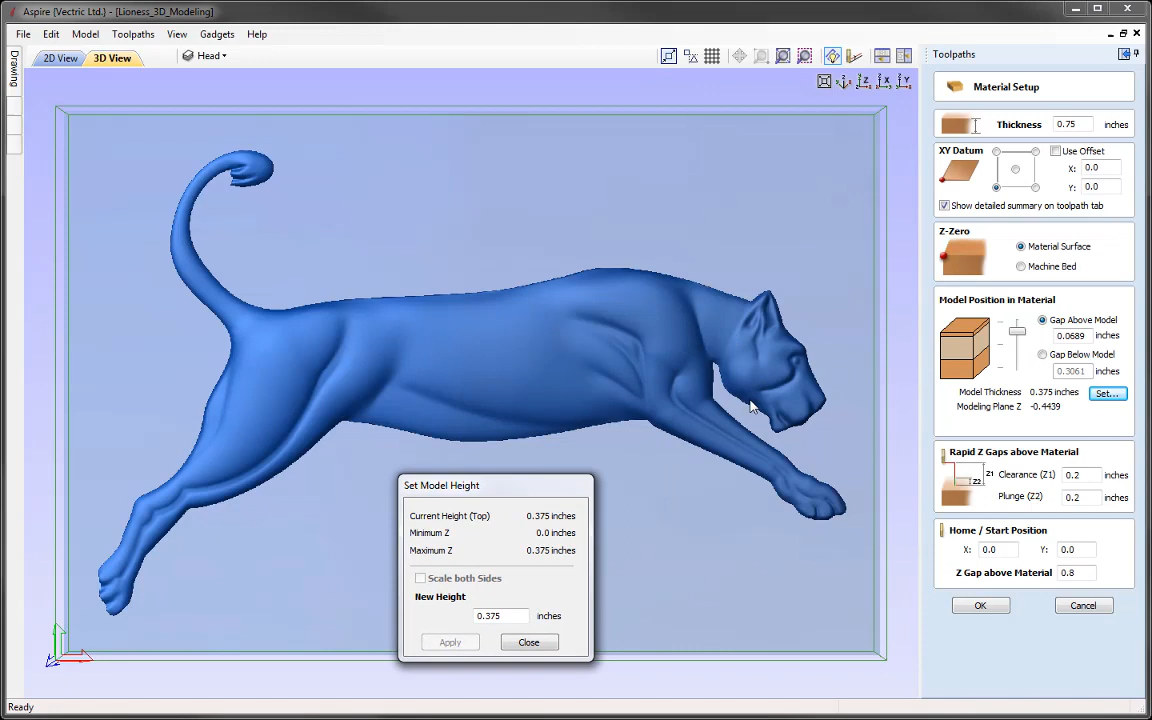 Aspire {Vectric Ltd.} - [Lioness_3D_Modeling]
File Edit Model Toolpaths View Gadgets Help
2D View 3D View Head
Drawing
Z X Y
Toolpaths
Material Setup
Thickness 0.75 inches
XY Datum Use Offset
X: 0.0
Y: 0.0
Show detailed summary on toolpath tab
Z-Zero
Material Surface
Machine Bed
Model Position in Material
Gap Above Model
0.0689 inches
Gap Below Model
0.3061 inches
Model Thickness 0.375 inches Set...
Modeling Plane Z -0.4439
Rapid Z Gaps above Material
Z1 Z2 Clearance (Z1) 0.2 inches
Plunge (Z2) 0.2 inches
Home / Start Position
X: 0.0 Y: 0.0
Z Gap above Material 0.8
OK Cancel
Set Model Height
Current Height (Top) 0.375 inches
Minimum Z 0.0 inches
Maximum Z 0.375 inches
Scale both Sides
New Height
0.375 inches
Apply Close
Ready